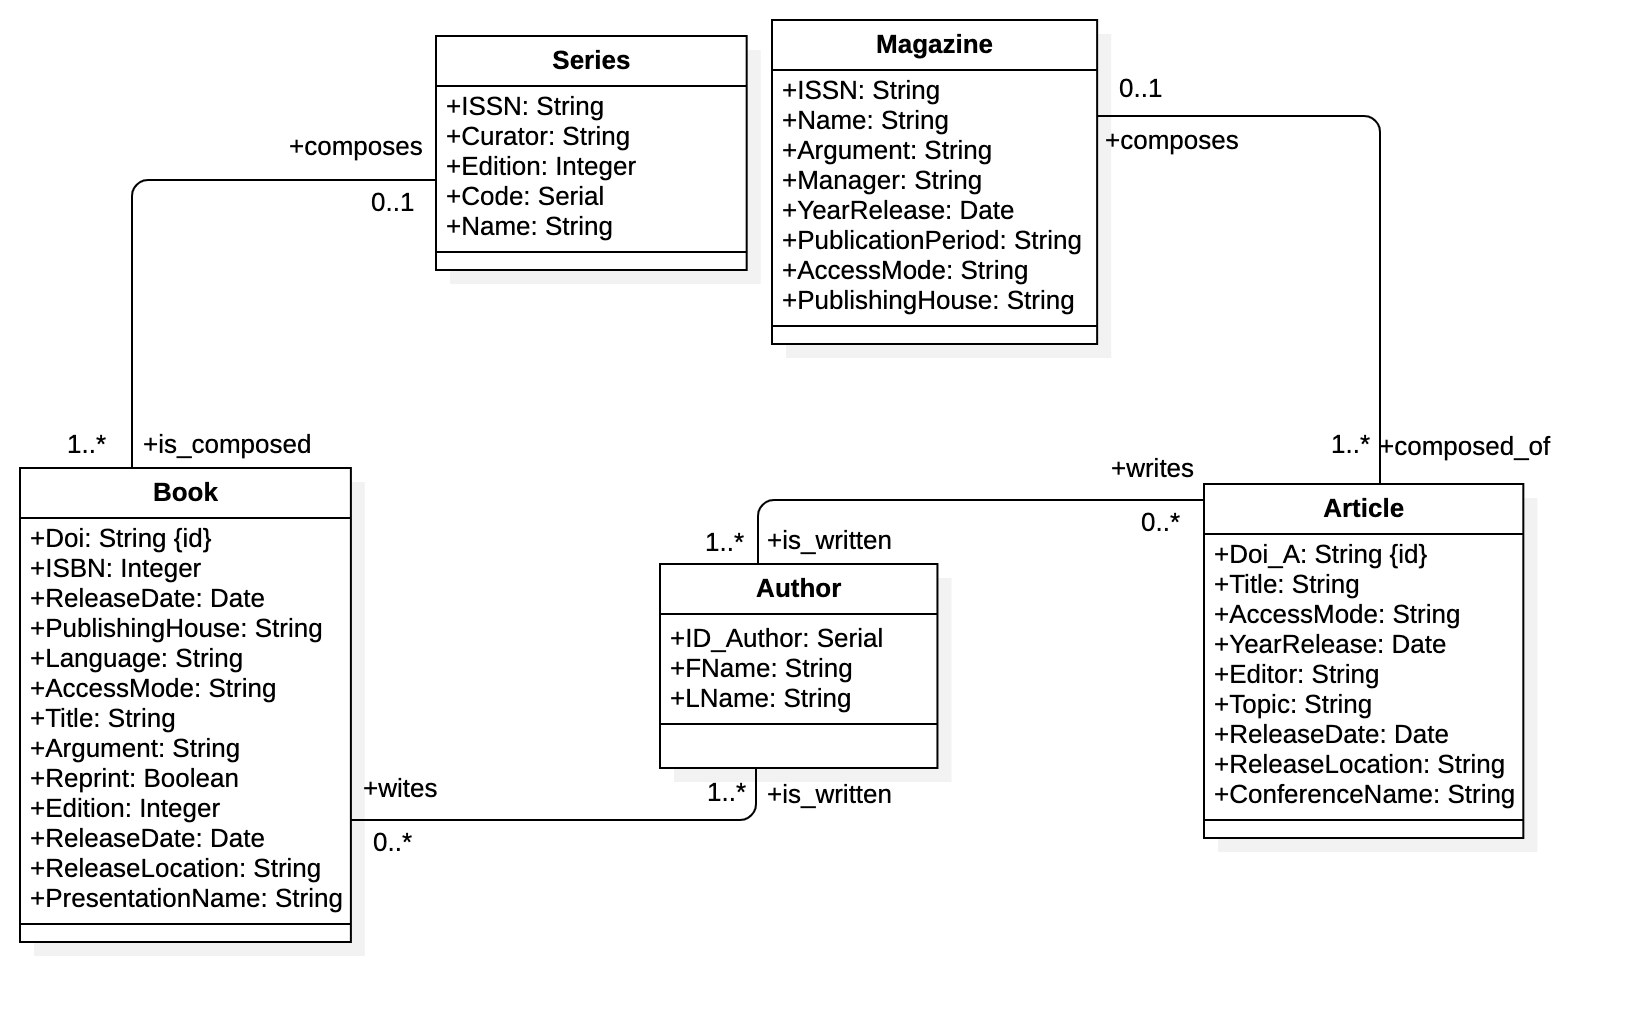 Series
+ISSN: String
+Curator: String
+Edition: Integer
+Code: Serial
+Name: String
Magazine
+ISSN: String
+Name: String
+Argument: String
+Manager: String
+YearRelease: Date
+PublicationPeriod: String
+AccessMode: String
+PublishingHouse: String
+composes
0..1
0..1
+composes
1..*
+is_composed
1..*
+composed_of
Book
+Doi: String {id}
+ISBN: Integer
+ReleaseDate: Date
+PublishingHouse: String
+Language: String
+AccessMode: String
+Title: String
+Argument: String
+Reprint: Boolean
+Edition: Integer
+ReleaseDate: Date
+ReleaseLocation: String
+PresentationName: String
+wites
0..*
+writes
0..*
1..*
+is_written
Author
+ID_Author: Serial
+FName: String
+LName: String
1..*
+is_written
Article
+Doi_A: String {id}
+Title: String
+AccessMode: String
+YearRelease: Date
+Editor: String
+Topic: String
+ReleaseDate: Date
+ReleaseLocation: String
+ConferenceName: String